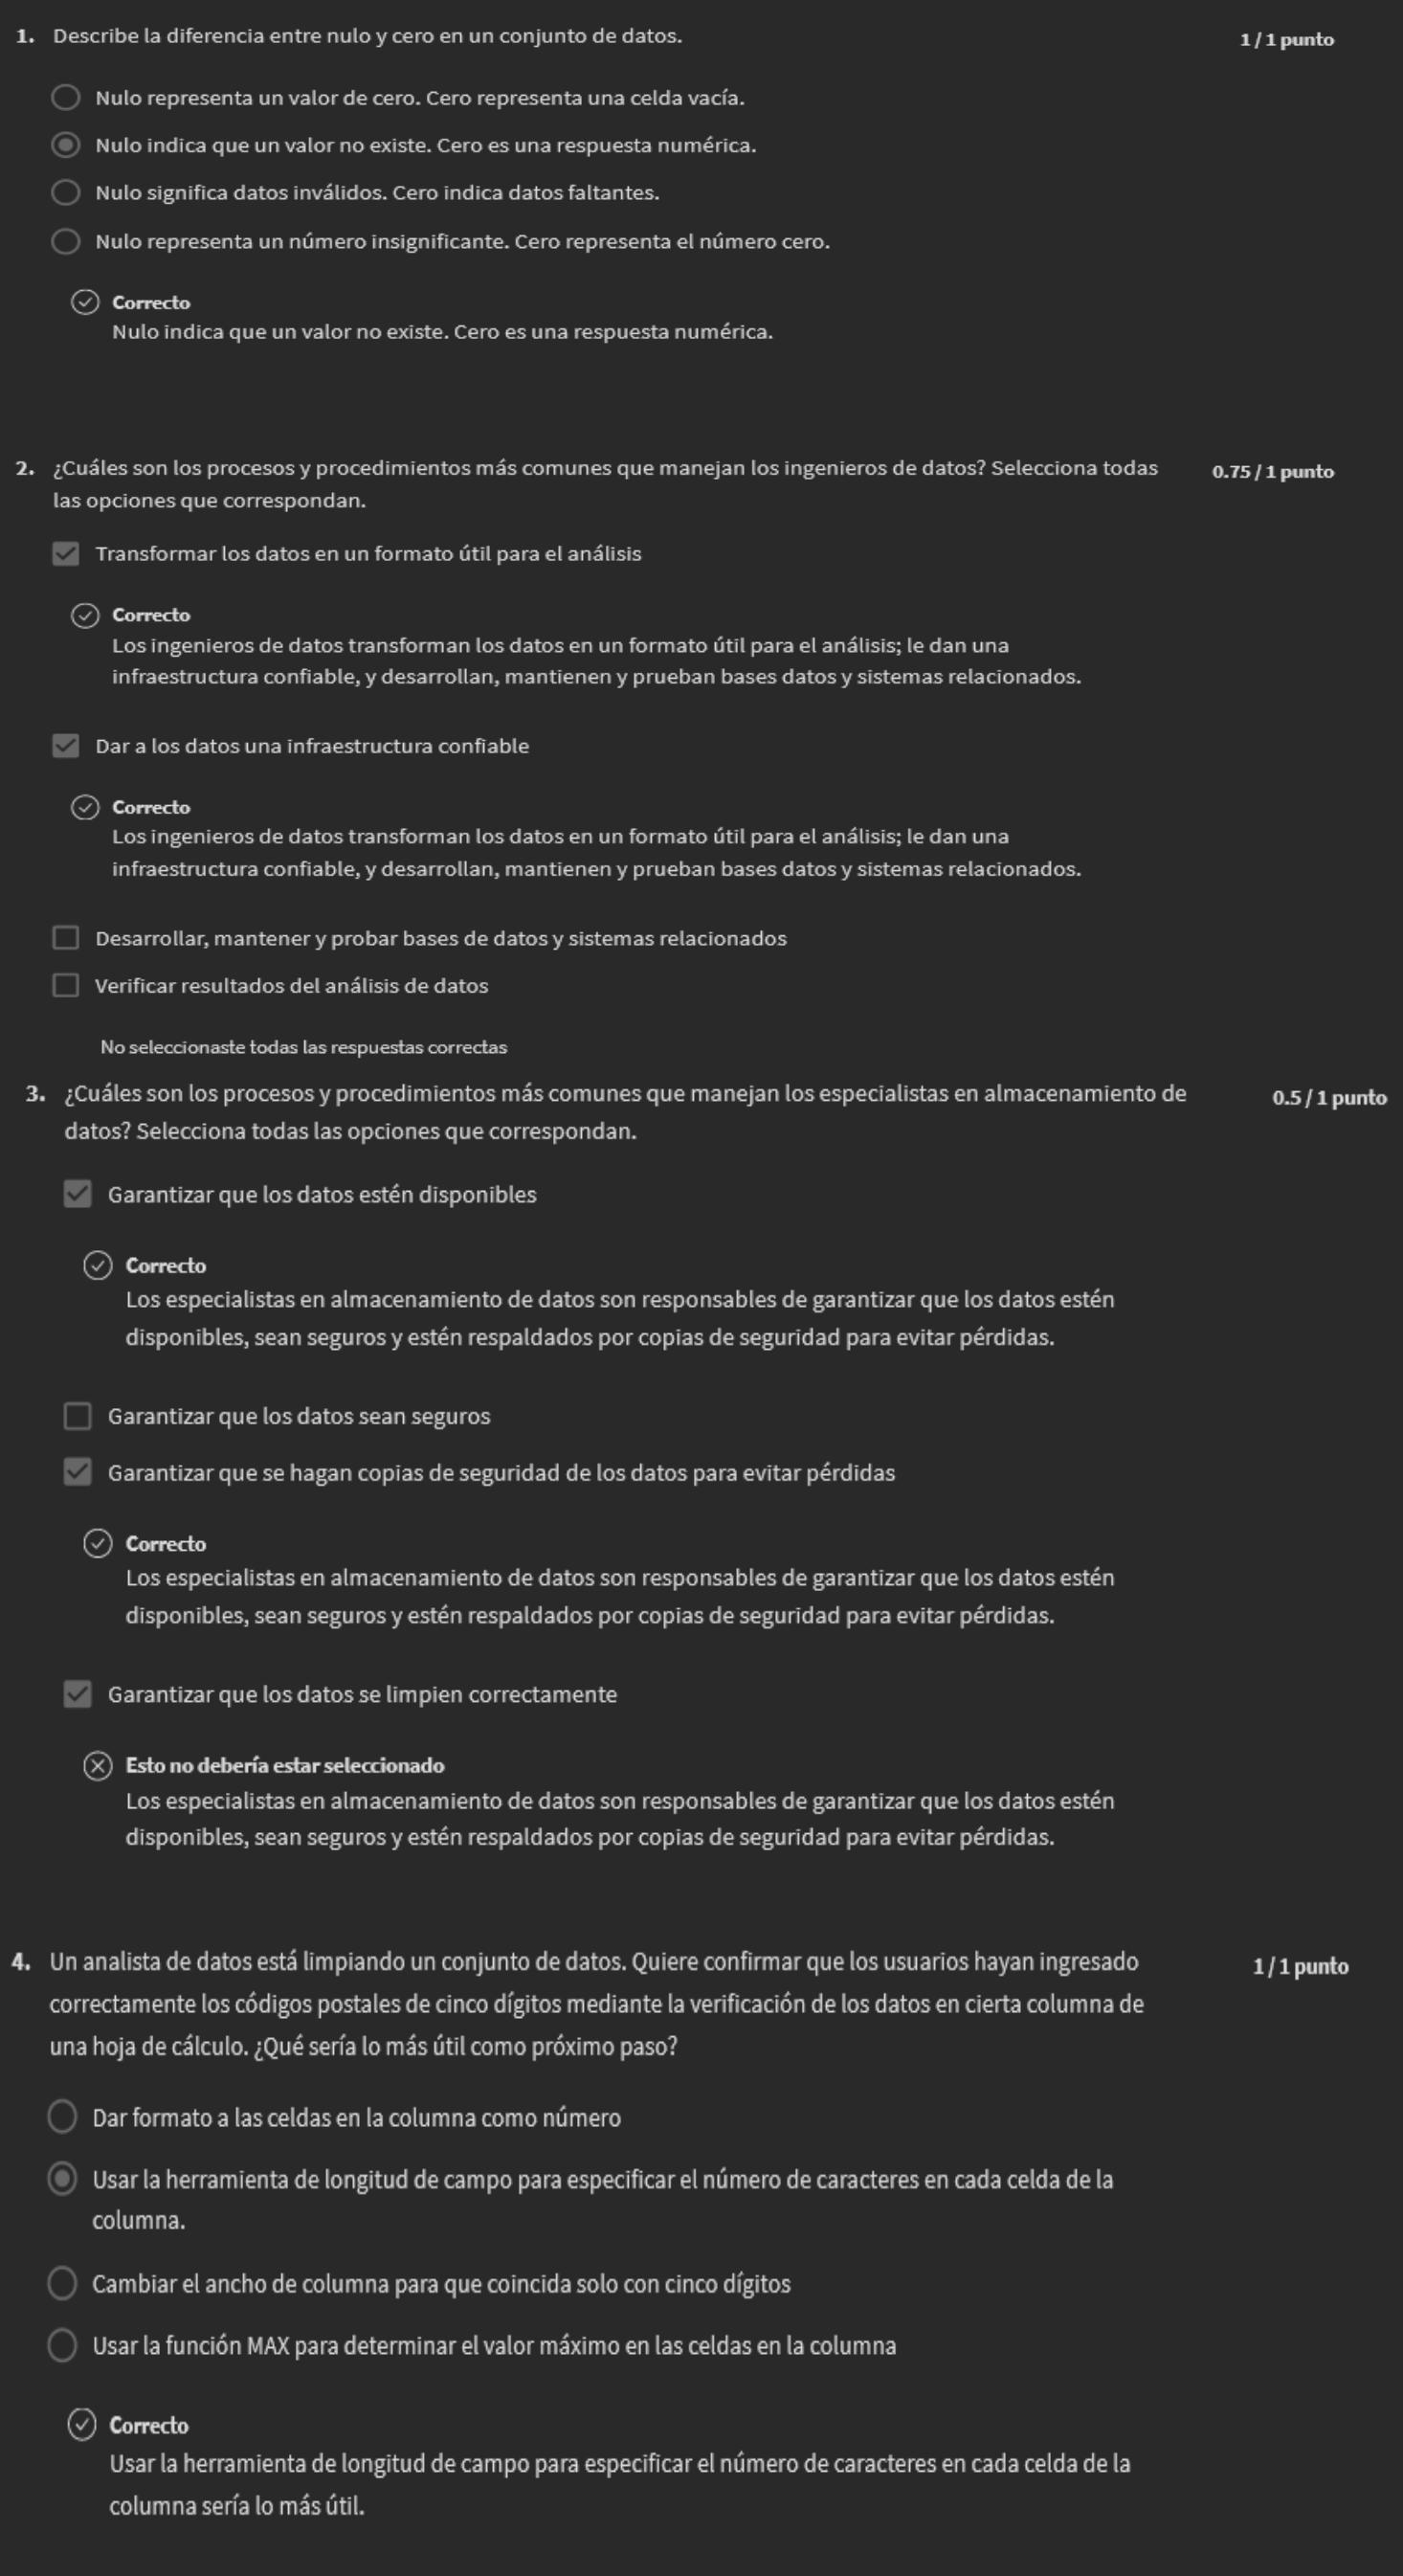 1. Describe la diferencia entre nulo y cero en un conjunto de datos.
1 / 1 punto
Nulo representa un valor de cero. Cero representa una celda vacía.
Nulo indica que un valor no existe. Cero es una respuesta numérica.
Nulo significa datos inválidos. Cero indica datos faltantes.
Nulo representa un número insignificante. Cero representa el número cero.
Correcto
Nulo indica que un valor no existe. Cero es una respuesta numérica.
2. ¿Cuáles son los procesos y procedimientos más comunes que manejan los ingenieros de datos? Selecciona todas
las opciones que correspondan.
0.75 / 1 punto
Transformar los datos en un formato útil para el análisis
Correcto
Los ingenieros de datos transforman los datos en un formato útil para el análisis; le dan una
infraestructura confiable, y desarrollan, mantienen y prueban bases datos y sistemas relacionados.
Dar a los datos una infraestructura confiable
Correcto
Los ingenieros de datos transforman los datos en un formato útil para el análisis; le dan una
infraestructura confiable, y desarrollan, mantienen y prueban bases datos y sistemas relacionados.
Desarrollar, mantener y probar bases de datos y sistemas relacionados
Verificar resultados del análisis de datos
No seleccionaste todas las respuestas correctas
3. ¿Cuáles son los procesos y procedimientos más comunes que manejan los especialistas en almacenamiento de
datos? Selecciona todas las opciones que correspondan.
0.5 / 1 punto
Garantizar que los datos estén disponibles
Correcto
Los especialistas en almacenamiento de datos son responsables de garantizar que los datos estén
disponibles, sean seguros y estén respaldados por copias de seguridad para evitar pérdidas.
Garantizar que los datos sean seguros
Garantizar que se hagan copias de seguridad de los datos para evitar pérdidas
Correcto
Los especialistas en almacenamiento de datos son responsables de garantizar que los datos estén
disponibles, sean seguros y estén respaldados por copias de seguridad para evitar pérdidas.
Garantizar que los datos se limpien correctamente
Esto no debería estar seleccionado
Los especialistas en almacenamiento de datos son responsables de garantizar que los datos estén
disponibles, sean seguros y estén respaldados por copias de seguridad para evitar pérdidas.
4. Un analista de datos está limpiando un conjunto de datos. Quiere confirmar que los usuarios hayan ingresado
correctamente los códigos postales de cinco dígitos mediante la verificación de los datos en cierta columna de
una hoja de cálculo. ¿Qué sería lo más útil como próximo paso?
1 / 1 punto
Dar formato a las celdas en la columna como número
Usar la herramienta de longitud de campo para especificar el número de caracteres en cada celda de la
columna.
Cambiar el ancho de columna para que coincida solo con cinco dígitos
Usar la función MAX para determinar el valor máximo en las celdas en la columna
Correcto
Usar la herramienta de longitud de campo para especificar el número de caracteres en cada celda de la
columna sería lo más útil.